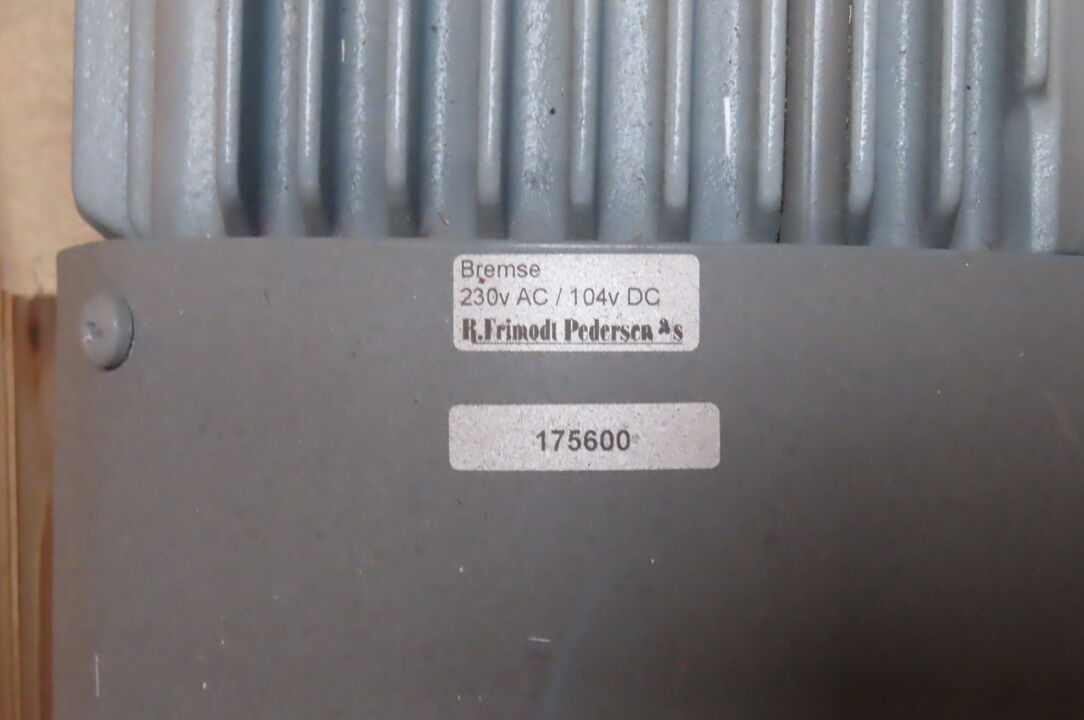 Bremse
230v AC / 104v DC
R.Frimodt Pedersen a/s
175600